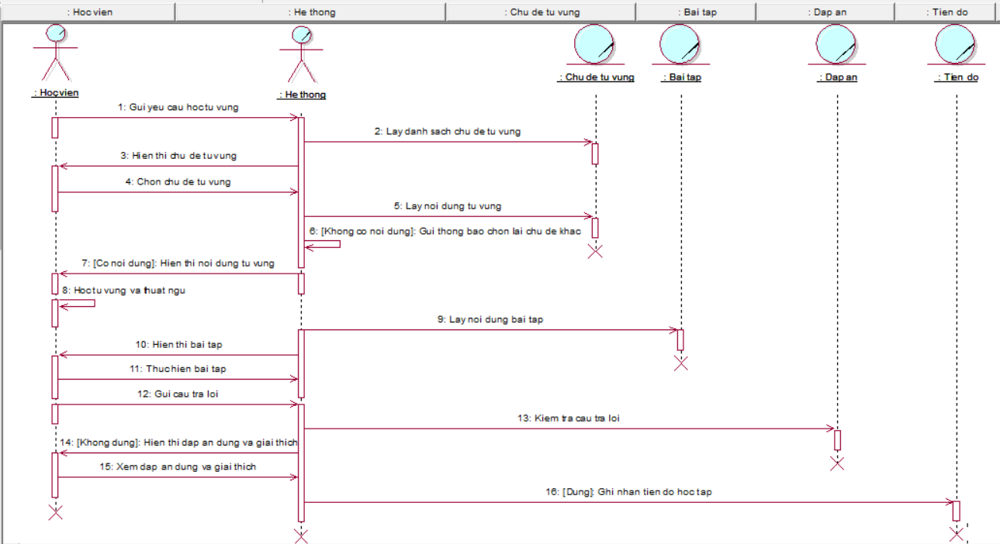 : Hoc vien
: He thong
: Chu de tu vung
: Bai tap
: Dap an
: Tien do
: Hoc vien
: He thong
: Chu de tu vung
: Bai tap
: Dap an
: Tien do
1: Gui yeu cau hoc tu vung
2: Lay danh sach chu de tu vung
3: Hien thi chu de tu vung
4: Chon chu de tu vung
5: Lay noi dung tu vung
6: [Khong co noi dung]: Gui thong bao chon lai chu de khac
7: [Co noi dung]: Hien thi noi dung tu vung
8: Hoc tu vung va thuat ngu
9: Lay noi dung bai tap
10: Hien thi bai tap
11: Thuc hien bai tap
12: Gui cau tra loi
13: Kiem tra cau tra loi
14: [Khong dung]: Hien thi dap an dung va giai thich
15: Xem dap an dung va giai thich
16: [Dung]: Ghi nhan tien do hoc tap